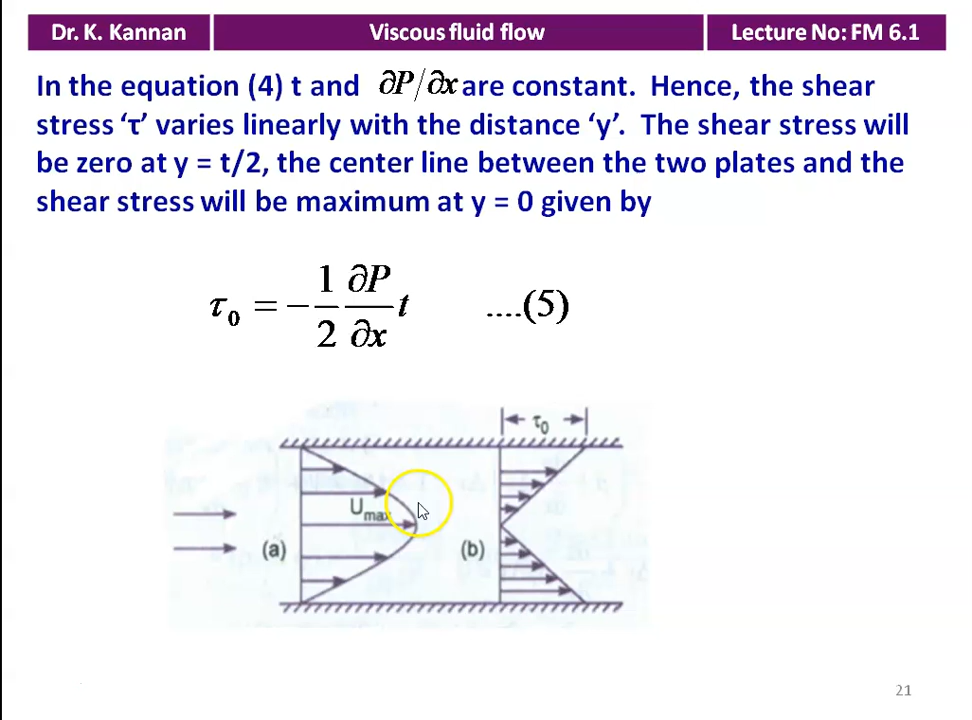 Dr. K. Kannan
Viscous fluid flow
Lecture No: FM 6.1
In the equation (4) t and ∂P/∂x are constant. Hence, the shear
stress ‘τ’ varies linearly with the distance ‘y’. The shear stress will
be zero at y = t/2, the center line between the two plates and the
shear stress will be maximum at y = 0 given by
τ₀ = −1/2 ∂P/∂x t ....(5)
τ₀
U max
(a)
(b)
21